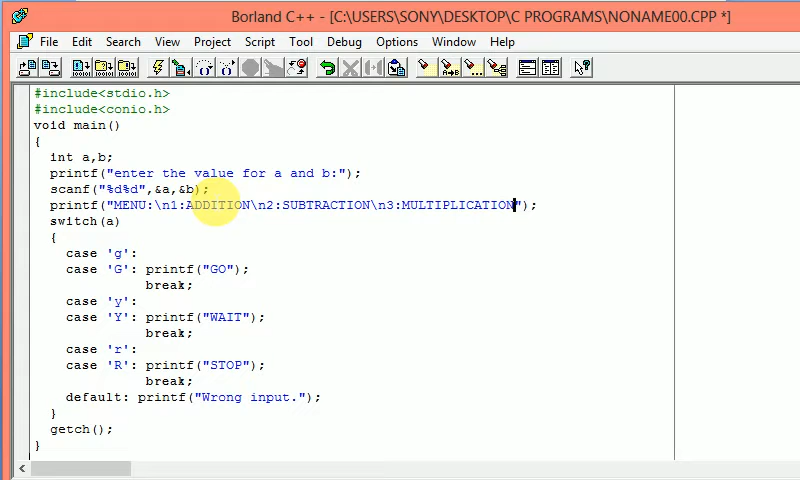 Borland C++ - [C:\USERS\SONY\DESKTOP\C PROGRAMS\NONAME00.CPP *]
File Edit Search View Project Script Tool Debug Options Window Help
#include<stdio.h>
#include<conio.h>
void main()
{
  int a,b;
  printf("enter the value for a and b:");
  scanf("%d%d",&a,&b);
  printf("MENU:\n1:ADDITION\n2:SUBTRACTION\n3:MULTIPLICATION");
  switch(a)
  {
    case 'g':
    case 'G': printf("GO");
              break;
    case 'y':
    case 'Y': printf("WAIT");
              break;
    case 'r':
    case 'R': printf("STOP");
              break;
    default: printf("Wrong input.");
  }
  getch();
}